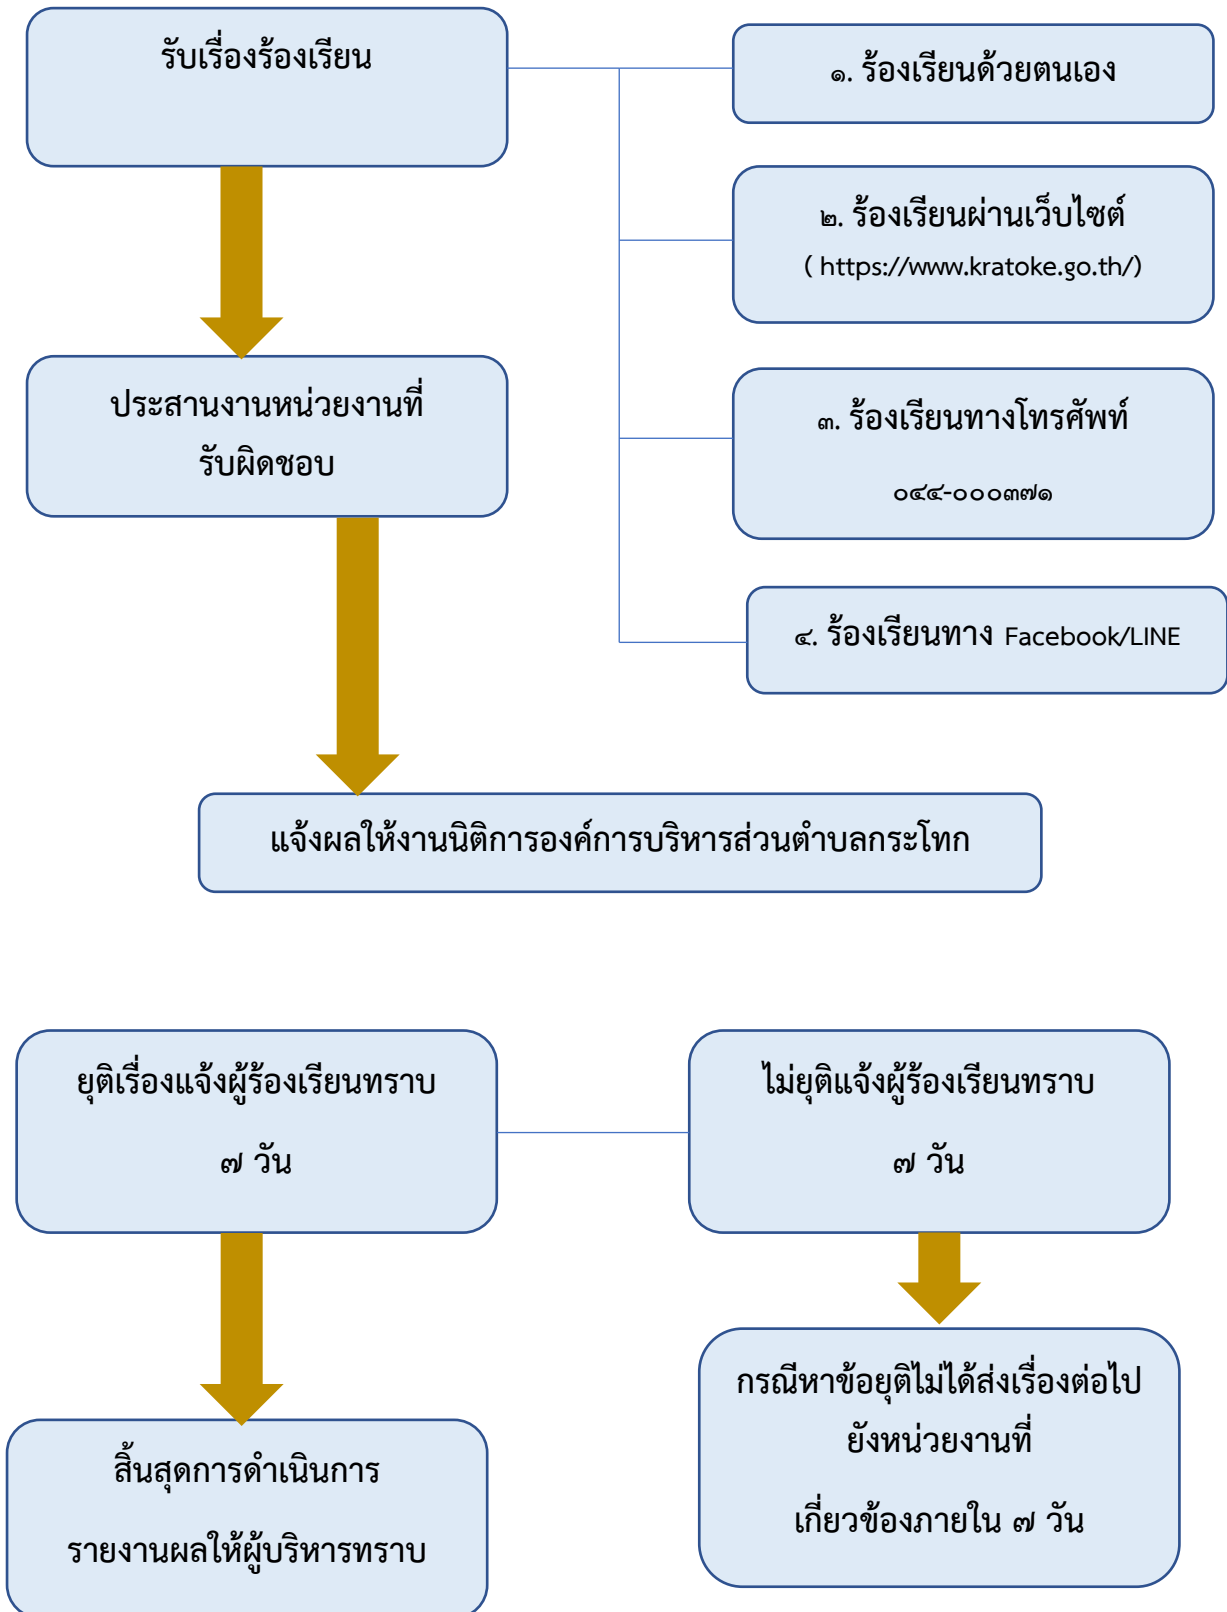 รับเรื่องร้องเรียน
๑. ร้องเรียนด้วยตนเอง
๒. ร้องเรียนผ่านเว็บไซต์
( https://www.kratoke.go.th/)
ประสานงานหน่วยงานที่
รับผิดชอบ
๓. ร้องเรียนทางโทรศัพท์
๐๔๔-๐๐๐๓๗๑
๔. ร้องเรียนทาง Facebook/LINE
แจ้งผลให้งานนิติการองค์การบริหารส่วนตำบลกระโทก
ยุติเรื่องแจ้งผู้ร้องเรียนทราบ
๗ วัน
ไม่ยุติแจ้งผู้ร้องเรียนทราบ
๗ วัน
สิ้นสุดการดำเนินการ
รายงานผลให้ผู้บริหารทราบ
กรณีหาข้อยุติไม่ได้ส่งเรื่องต่อไป
ยังหน่วยงานที่
เกี่ยวข้องภายใน ๗ วัน